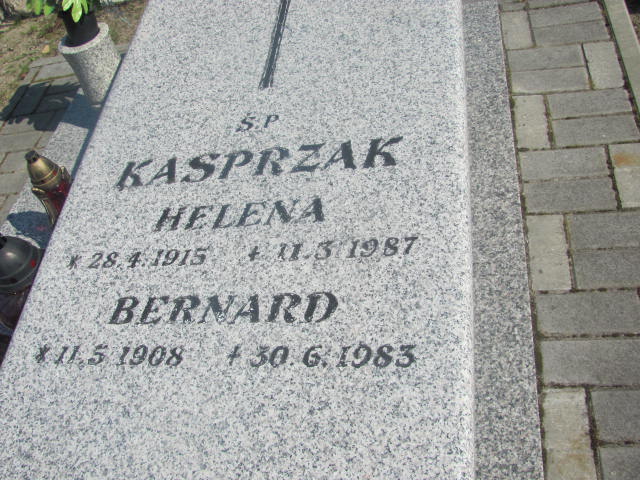 Ś.P
KASPRZAK
HELENA
* 28.4.1915 + 11.3.1987
BERNARD
* 11.5.1908 + 30.6.1983